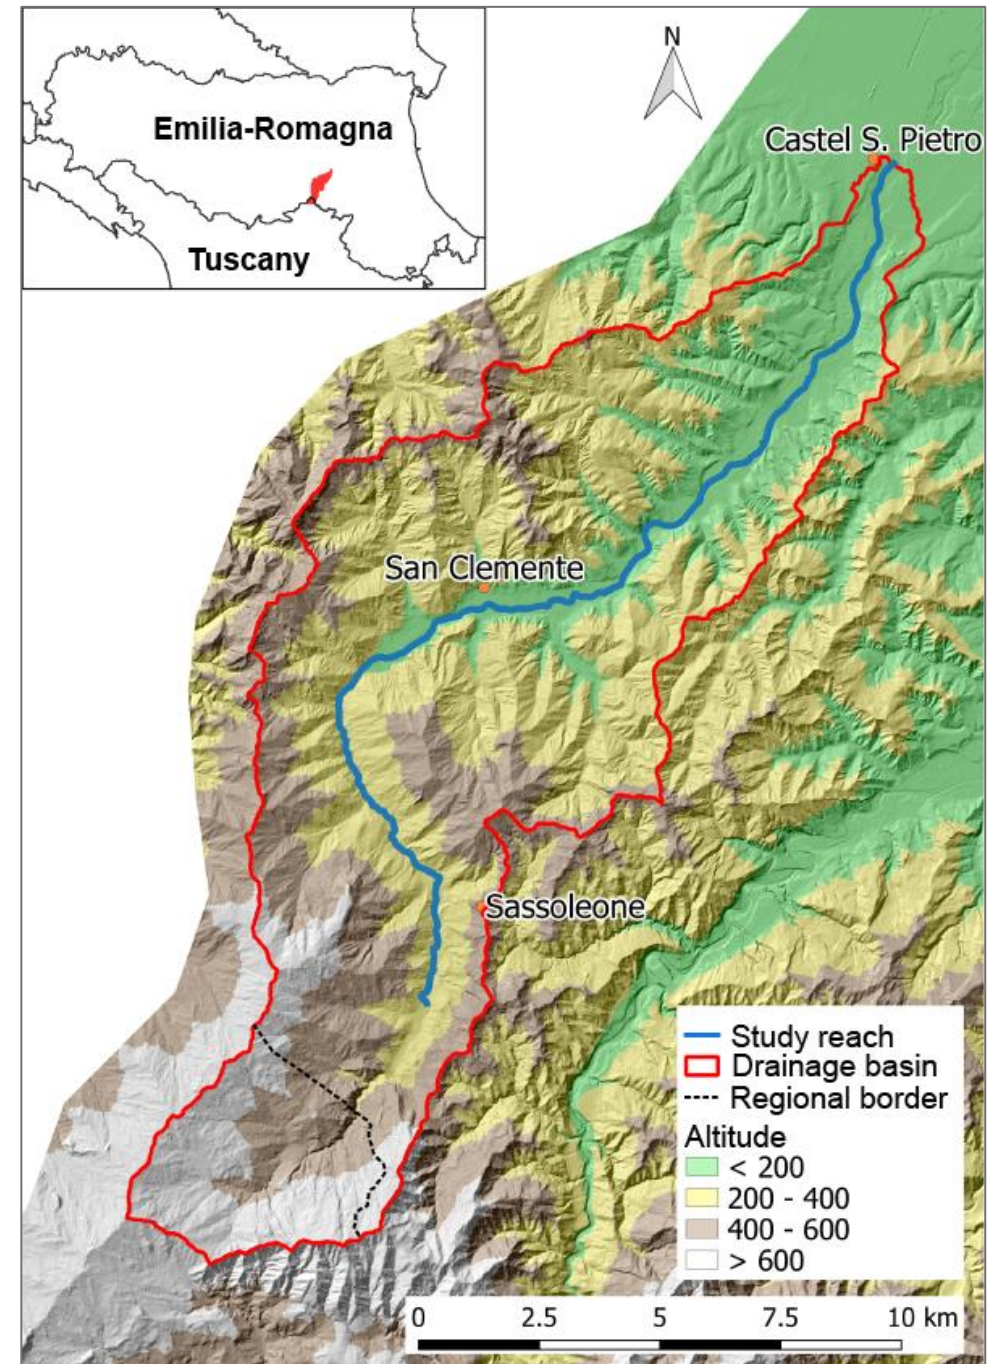 Emilia-Romagna
Tuscany
N
Castel S. Pietro
San Clemente
Sassoleone
Study reach
Drainage basin
Regional border
Altitude
< 200
200 - 400
400 - 600
> 600
0 2.5 5 7.5 10 km